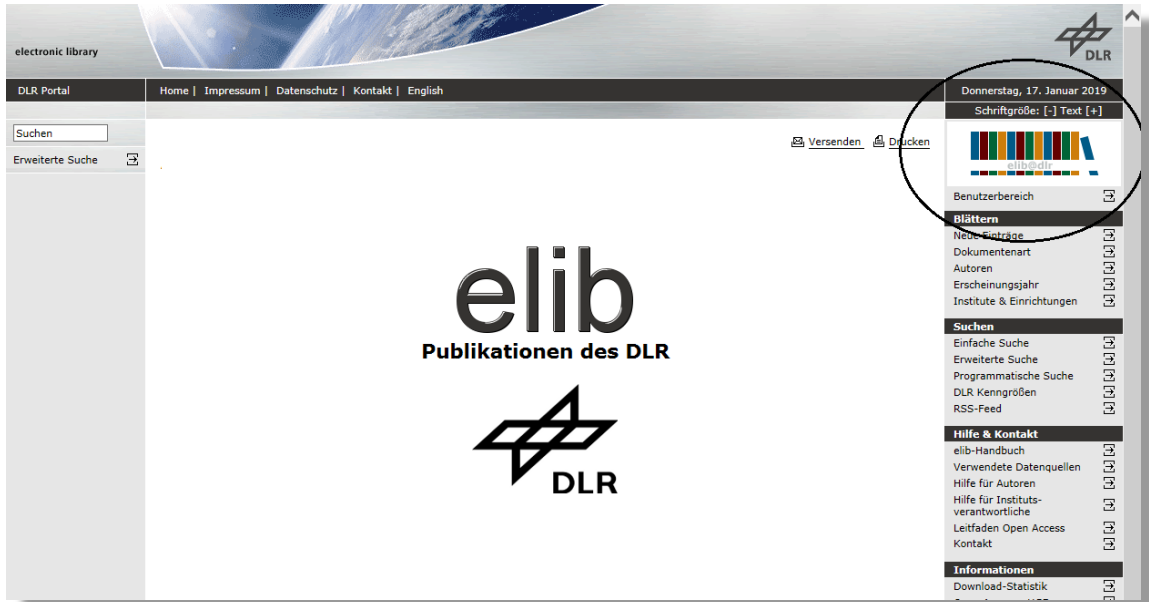 electronic library
DLR
DLR Portal
Home | Impressum | Datenschutz | Kontakt | English
Donnerstag, 17. Januar 2019
Schriftgröße: [-] Text [+]
Suchen
Erweiterte Suche
Versenden Drucken
elib@dlr
Benutzerbereich
Blättern
Neue Einträge
Dokumentenart
Autoren
Erscheinungsjahr
Institute & Einrichtungen
elib
Publikationen des DLR
DLR
Suchen
Einfache Suche
Erweiterte Suche
Programmatische Suche
DLR Kenngrößen
RSS-Feed
Hilfe & Kontakt
elib-Handbuch
Verwendete Datenquellen
Hilfe für Autoren
Hilfe für Instituts-
verantwortliche
Leitfaden Open Access
Kontakt
Informationen
Download-Statistik